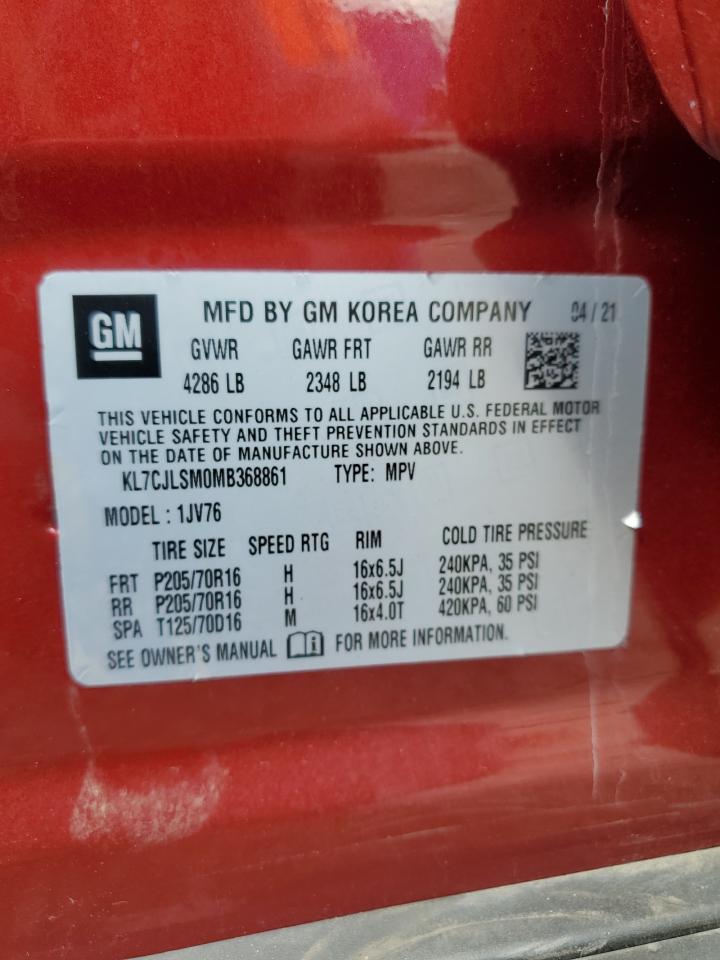 GM MFD BY GM KOREA COMPANY 04/21
GVWR GAWR FRT GAWR RR
4286 LB 2348 LB 2194 LB
THIS VEHICLE CONFORMS TO ALL APPLICABLE U.S. FEDERAL MOTOR
VEHICLE SAFETY AND THEFT PREVENTION STANDARDS IN EFFECT
ON THE DATE OF MANUFACTURE SHOWN ABOVE.
KL7CJLSM0MB368861 TYPE: MPV
MODEL : 1JV76
TIRE SIZE SPEED RTG RIM COLD TIRE PRESSURE
FRT P205/70R16 H 16x6.5J 240KPA, 35 PSI
RR P205/70R16 H 16x6.5J 240KPA, 35 PSI
SPA T125/70D16 M 16x4.0T 420KPA, 60 PSI
SEE OWNER'S MANUAL i FOR MORE INFORMATION.